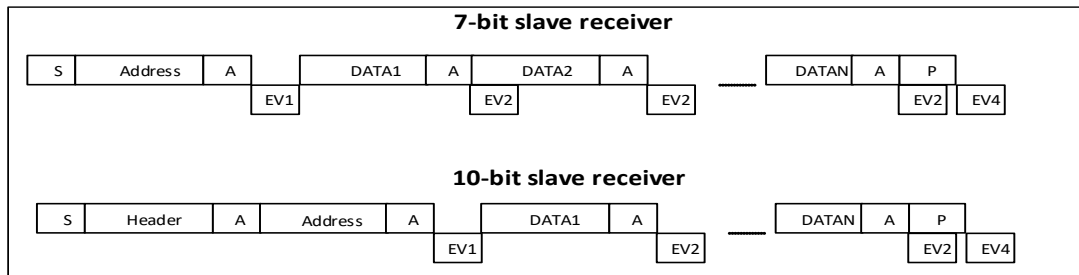 7-bit slave receiver
S Address A DATA1 A DATA2 A DATAN A P
EV1 EV2 EV2 EV2 EV4
10-bit slave receiver
S Header A Address A DATA1 A DATAN A P
EV1 EV2 EV2 EV4